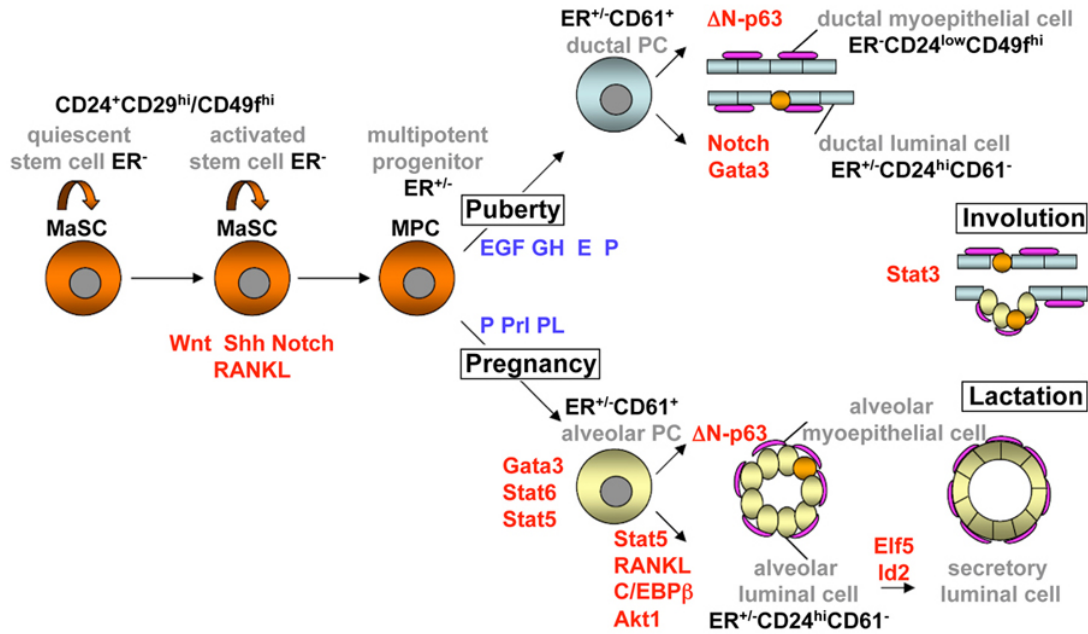 ER⁺/⁻CD61⁺
ductal PC
ΔN-p63
ductal myoepithelial cell
ER⁻CD24ˡᵒʷCD49fʰⁱ
Notch
Gata3
ductal luminal cell
ER⁺/⁻CD24ʰⁱCD61⁻
CD24⁺CD29ʰⁱ/CD49fʰⁱ
quiescent
stem cell ER⁻
MaSC
activated
stem cell ER⁻
MaSC
multipotent
progenitor
ER⁺/⁻
MPC
Wnt Shh Notch
RANKL
Puberty
EGF GH E P
P Prl PL
Pregnancy
Involution
Stat3
ER⁺/⁻CD61⁺
alveolar PC
Gata3
Stat6
Stat5
ΔN-p63
alveolar
myoepithelial cell
Stat5
RANKL
C/EBPβ
Akt1
alveolar
luminal cell
ER⁺/⁻CD24ʰⁱCD61⁻
Elf5
Id2
Lactation
secretory
luminal cell